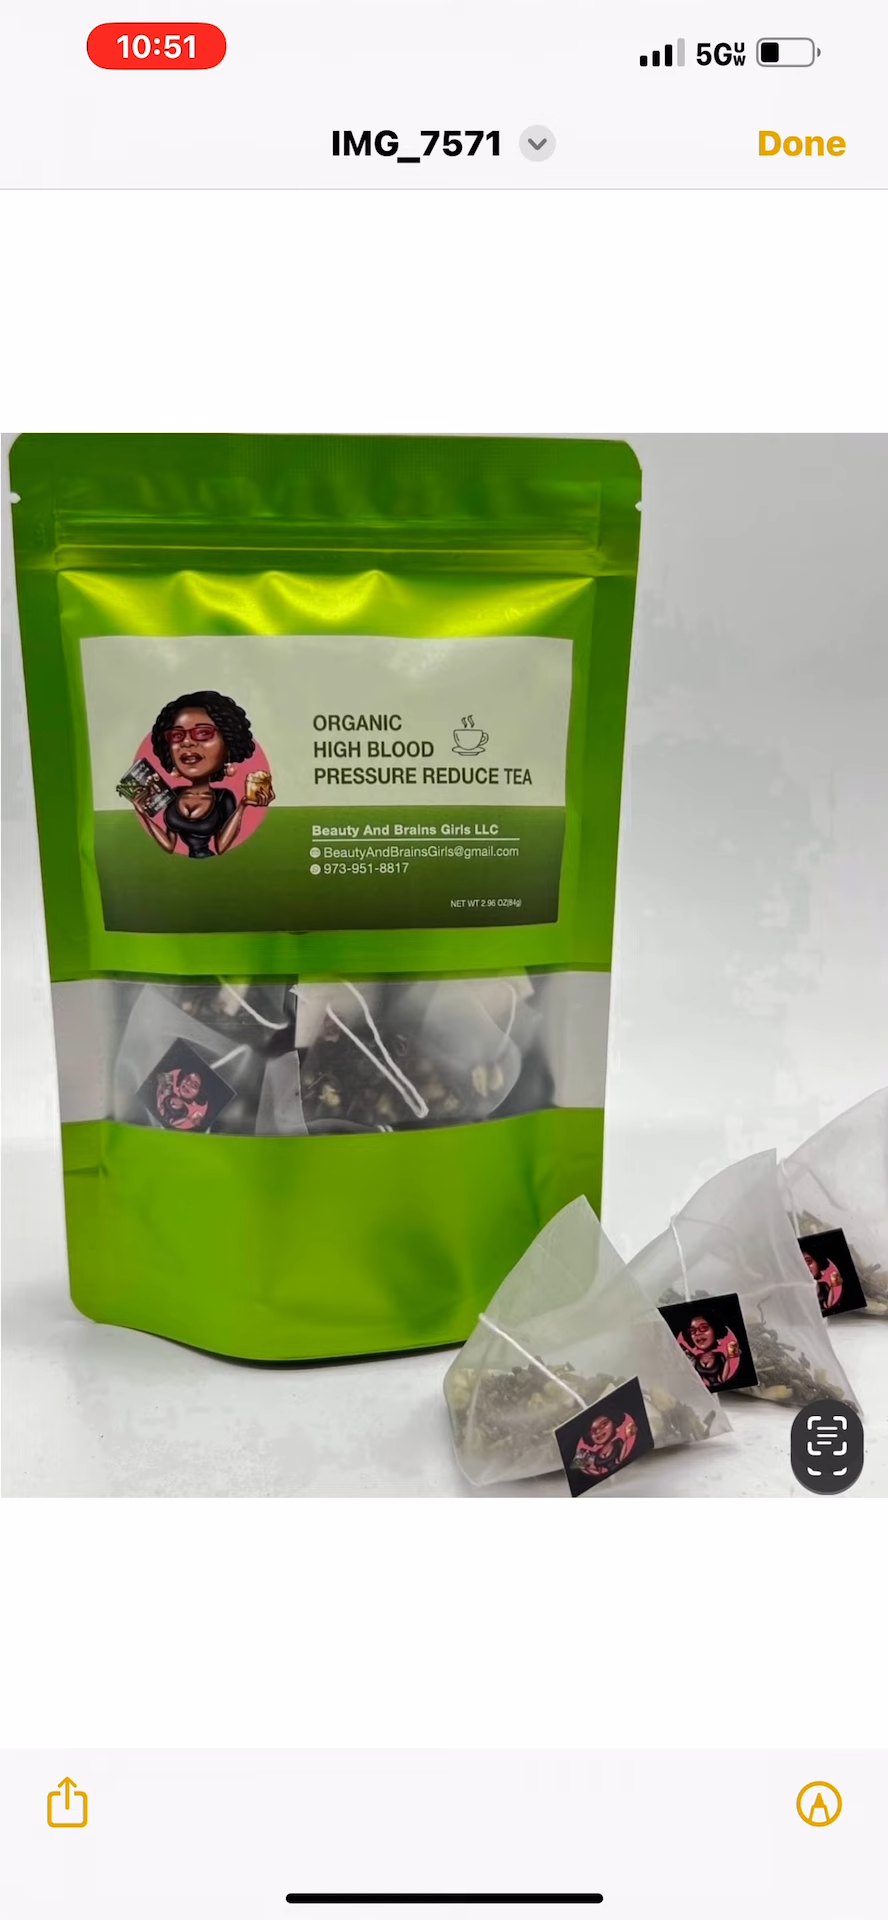 10:51
5G UW
IMG_7571
Done
ORGANIC
HIGH BLOOD
PRESSURE REDUCE TEA
Beauty And Brains Girls LLC
BeautyAndBrainsGirls@gmail.com
973-951-8817
NET WT 2.96 OZ(84g)